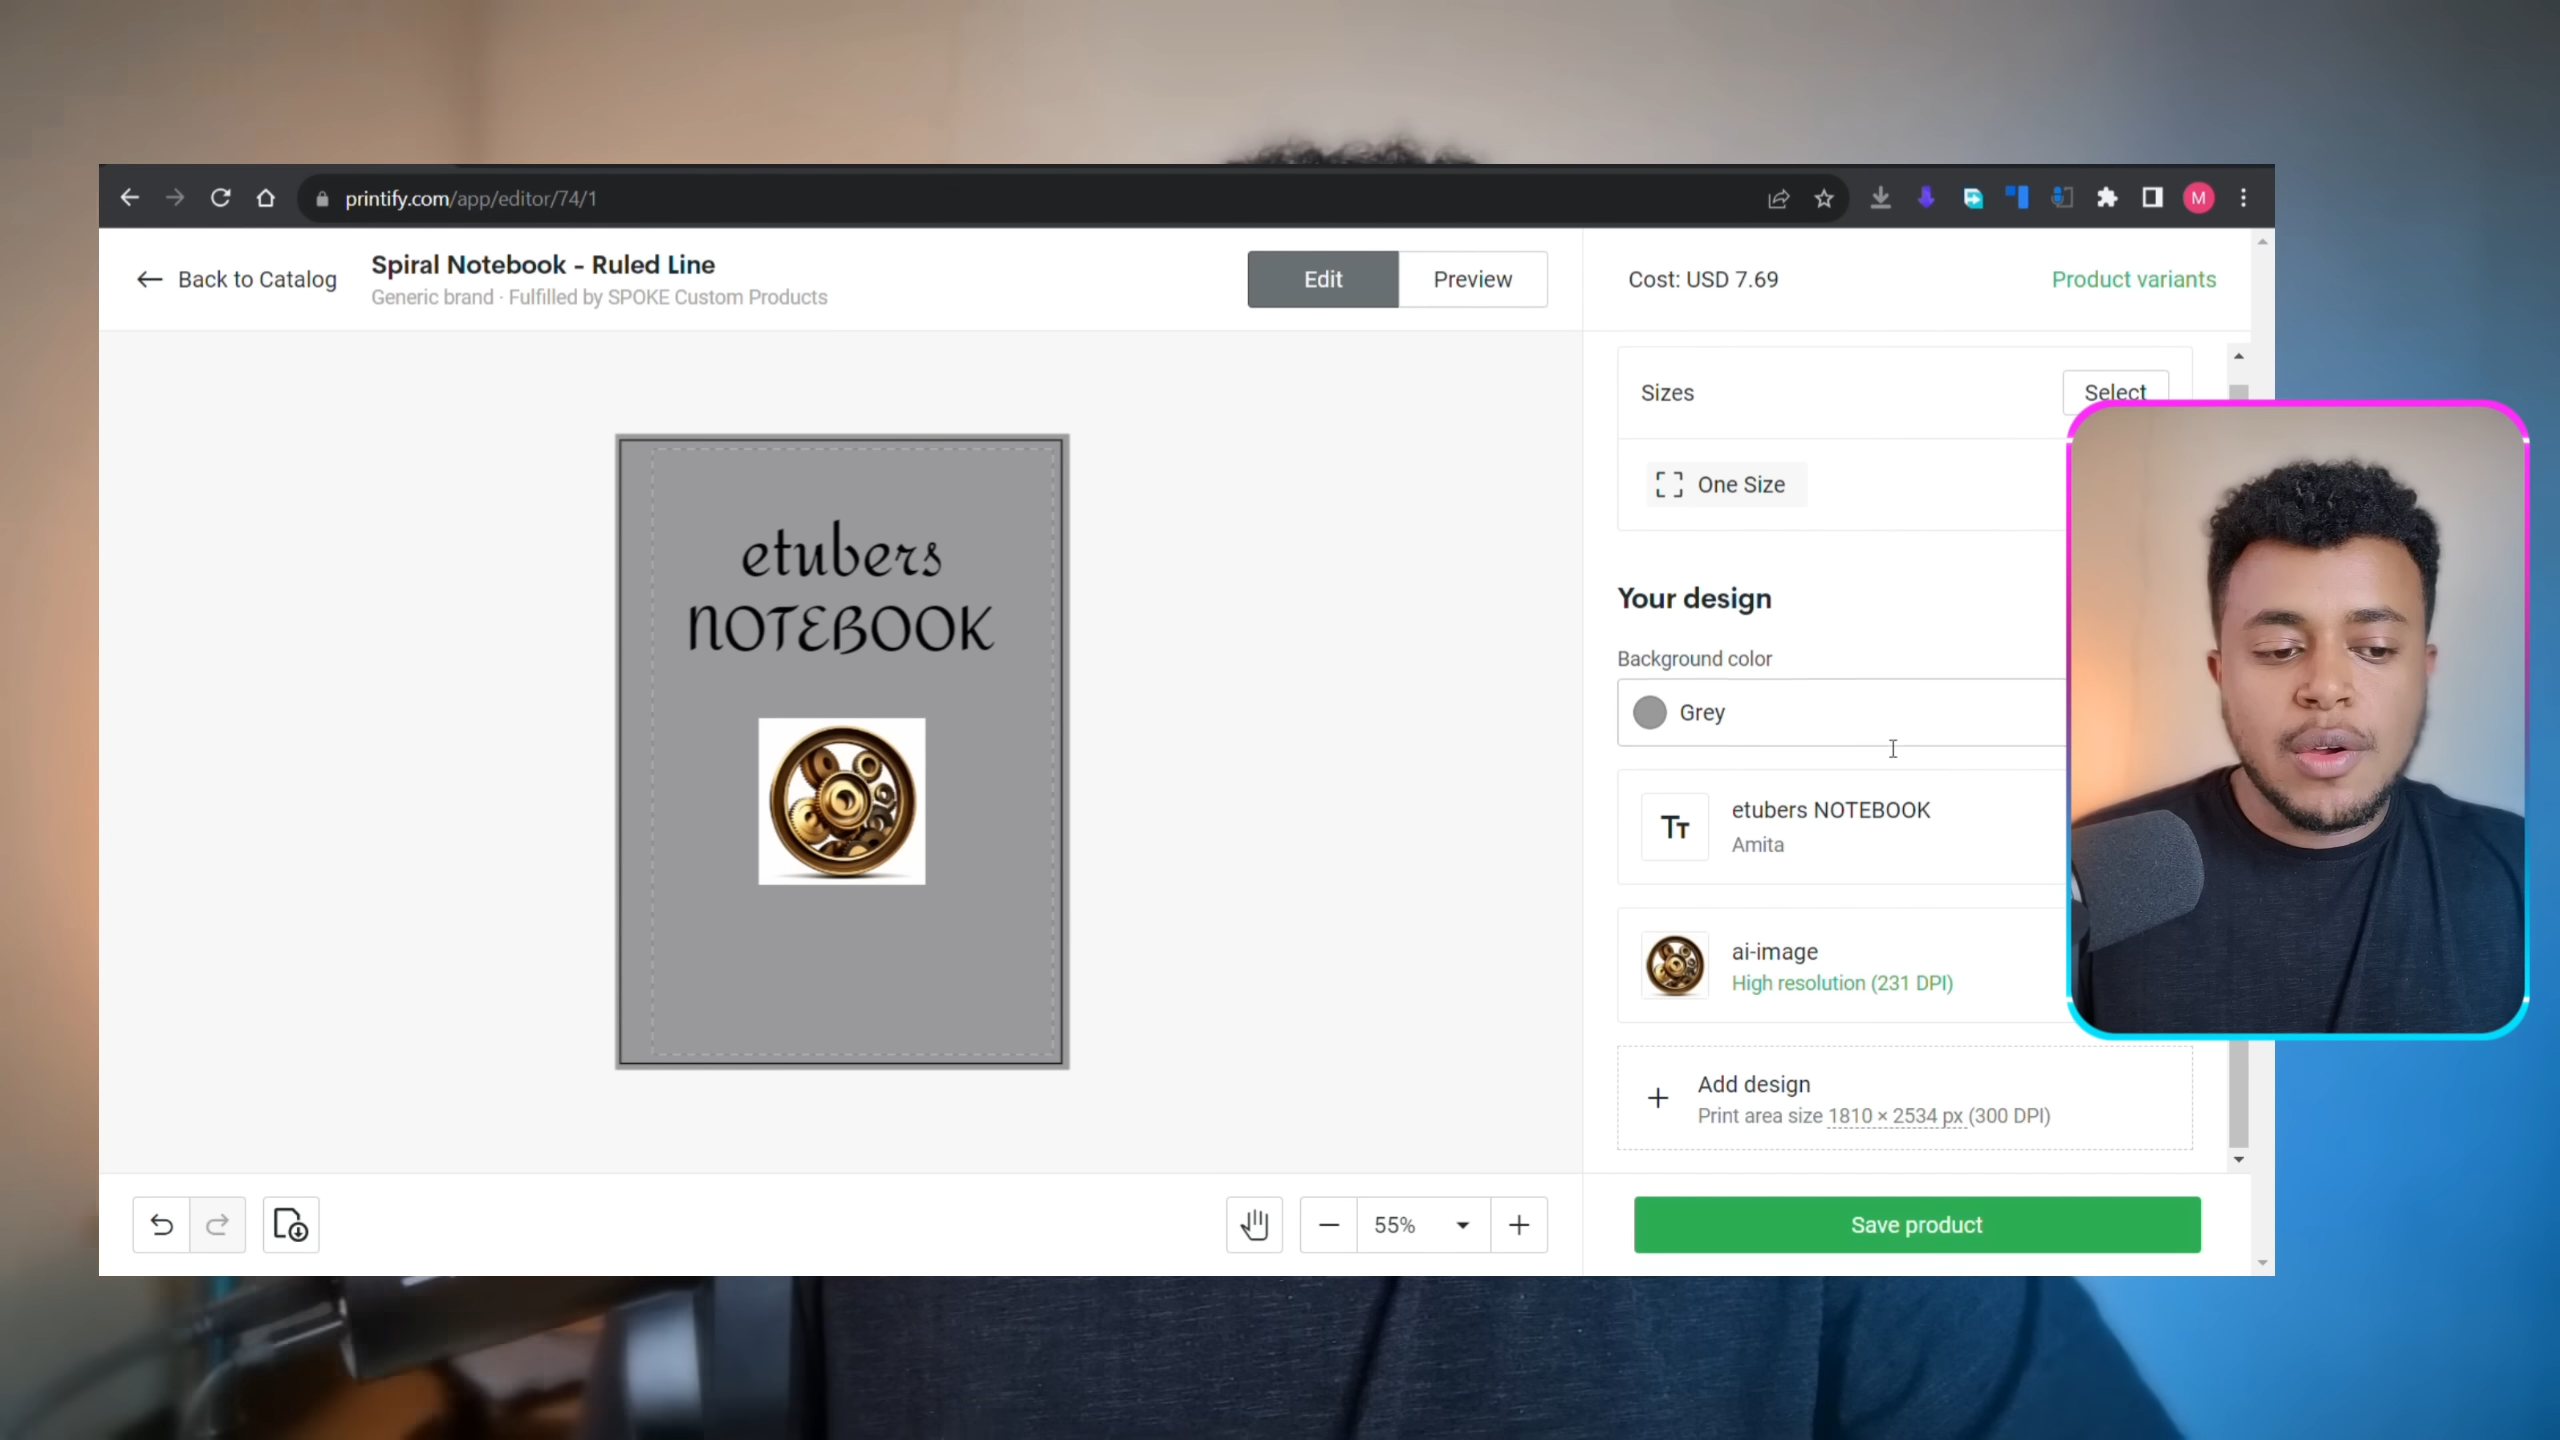 printify.com/app/editor/74/1
M
Back to Catalog
Spiral Notebook - Ruled Line
Generic brand · Fulfilled by SPOKE Custom Products
Edit
Preview
Cost: USD 7.69
Product variants
Sizes
Select
One Size
etubers
NOTEBOOK
Your design
Background color
Grey
Tт
etubers NOTEBOOK
Amita
ai-image
High resolution (231 DPI)
Add design
Print area size 1810 × 2534 px (300 DPI)
55%
Save product